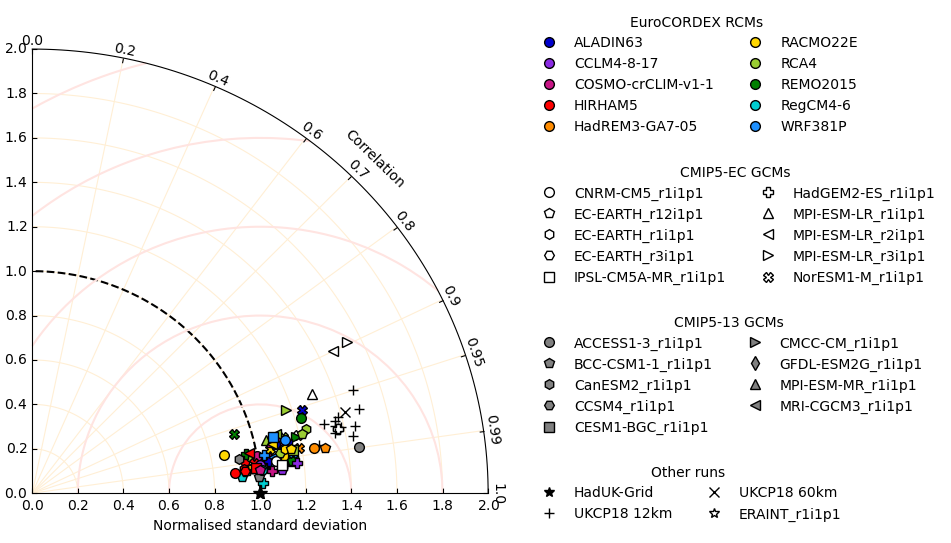 EuroCORDEX RCMs
ALADIN63 RACMO22E
CCLM4-8-17 RCA4
COSMO-crCLIM-v1-1 REMO2015
HIRHAM5 RegCM4-6
HadREM3-GA7-05 WRF381P
CMIP5-EC GCMs
CNRM-CM5_r1i1p1 HadGEM2-ES_r1i1p1
EC-EARTH_r12i1p1 MPI-ESM-LR_r1i1p1
EC-EARTH_r1i1p1 MPI-ESM-LR_r2i1p1
EC-EARTH_r3i1p1 MPI-ESM-LR_r3i1p1
IPSL-CM5A-MR_r1i1p1 NorESM1-M_r1i1p1
CMIP5-13 GCMs
ACCESS1-3_r1i1p1 CMCC-CM_r1i1p1
BCC-CSM1-1_r1i1p1 GFDL-ESM2G_r1i1p1
CanESM2_r1i1p1 MPI-ESM-MR_r1i1p1
CCSM4_r1i1p1 MRI-CGCM3_r1i1p1
CESM1-BGC_r1i1p1
Other runs
HadUK-Grid UKCP18 60km
UKCP18 12km ERAINT_r1i1p1
0.0
0.2
0.4
0.6
Correlation
0.7
0.8
0.9
0.95
0.99
1.0
2.0
1.8
1.6
1.4
1.2
1.0
0.8
0.6
0.4
0.2
0.0
0.0 0.2 0.4 0.6 0.8 1.0 1.2 1.4 1.6 1.8 2.0
Normalised standard deviation